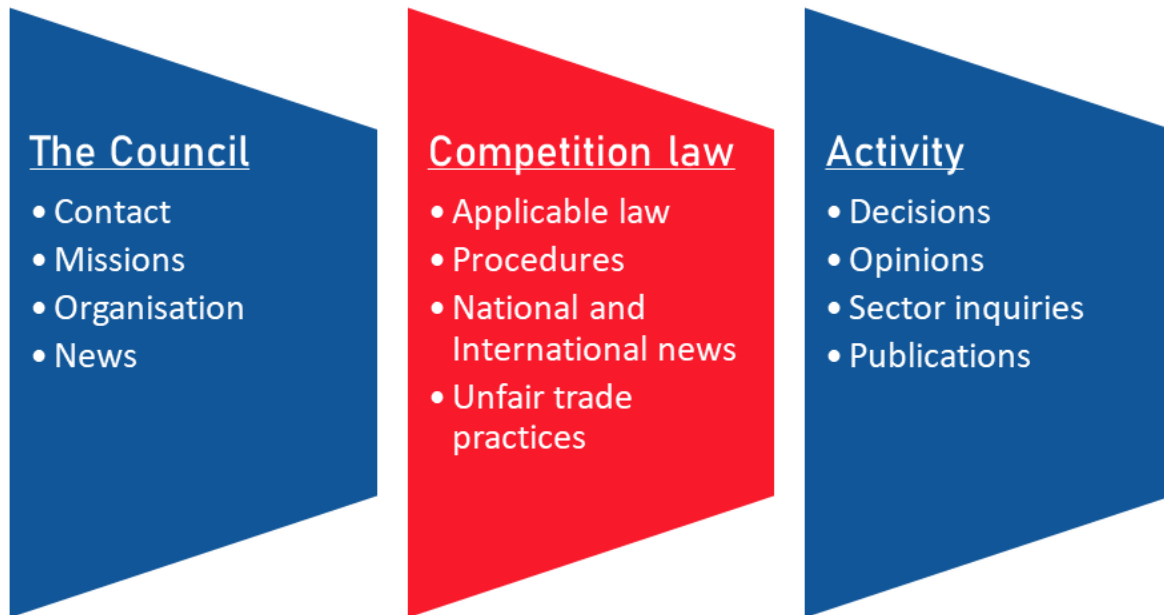 The Council
• Contact
• Missions
• Organisation
• News
Competition law
• Applicable law
• Procedures
• National and
International news
• Unfair trade
practices
Activity
• Decisions
• Opinions
• Sector inquiries
• Publications